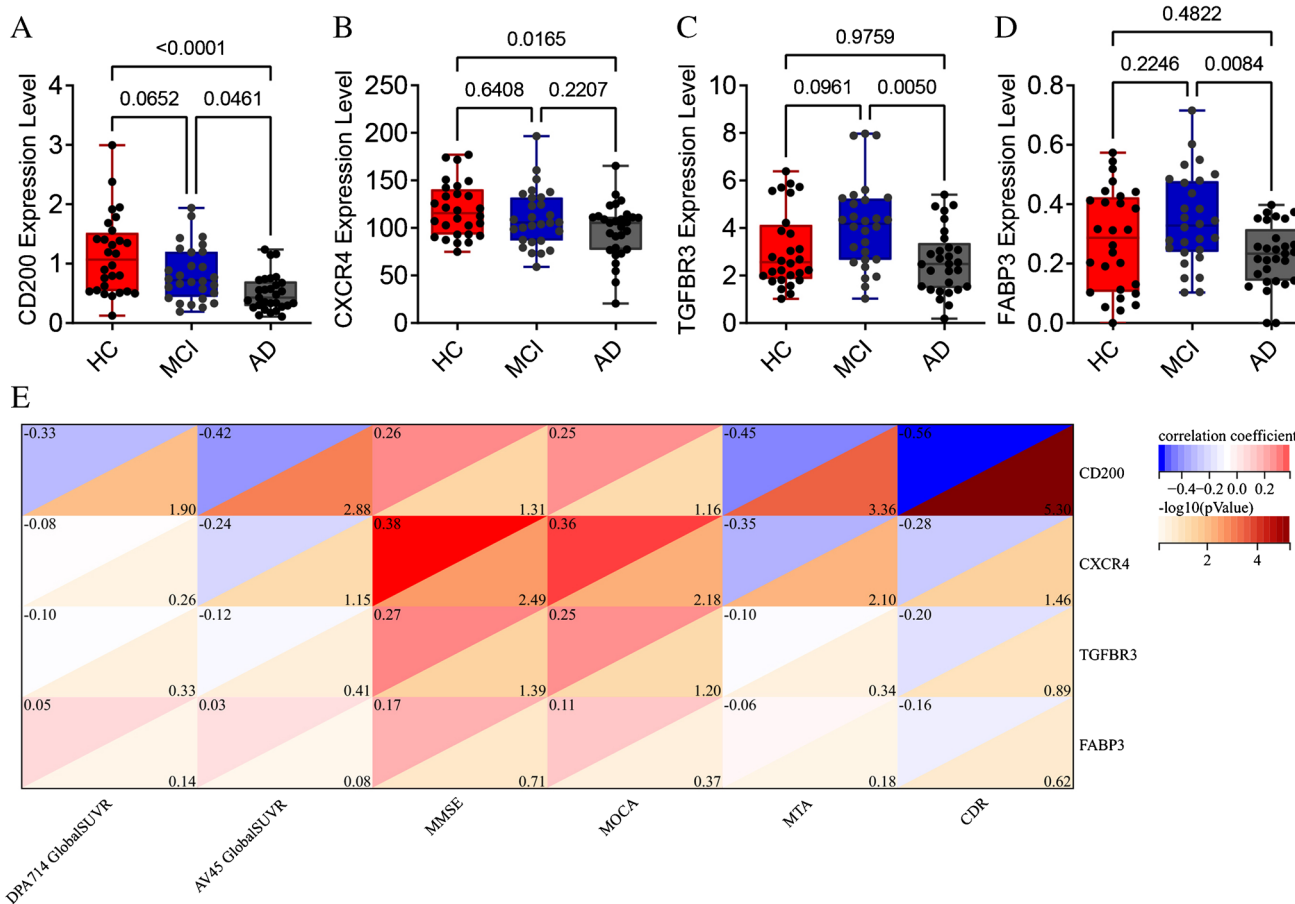 A
B
C
D
<0.0001
0.0652
0.0461
CD200 Expression Level
4
3
2
1
0
HC
MCI
AD
0.0165
0.6408
0.2207
CXCR4 Expression Level
250
200
150
100
50
0
HC
MCI
AD
0.9759
0.0961
0.0050
TGFBR3 Expression Level
10
8
6
4
2
0
HC
MCI
AD
0.4822
0.2246
0.0084
FABP3 Expression Level
0.8
0.6
0.4
0.2
0.0
HC
MCI
AD
E
-0.33
-0.42
0.26
0.25
-0.45
-0.56
CD200
1.90
2.88
1.31
1.16
3.36
5.30
-0.08
-0.24
0.38
0.36
-0.35
-0.28
CXCR4
0.26
1.15
2.49
2.18
2.10
1.46
-0.10
-0.12
0.27
0.25
-0.10
-0.20
TGFBR3
0.33
0.41
1.39
1.20
0.34
0.89
0.05
0.03
0.17
0.11
-0.06
-0.16
FABP3
0.14
0.08
0.71
0.37
0.18
0.62
DPA714 GlobalSUVR
AV45 GlobalSUVR
MMSE
MOCA
MTA
CDR
correlation coefficient
−0.4 −0.2 0.0 0.2
-log10(pValue)
2 4